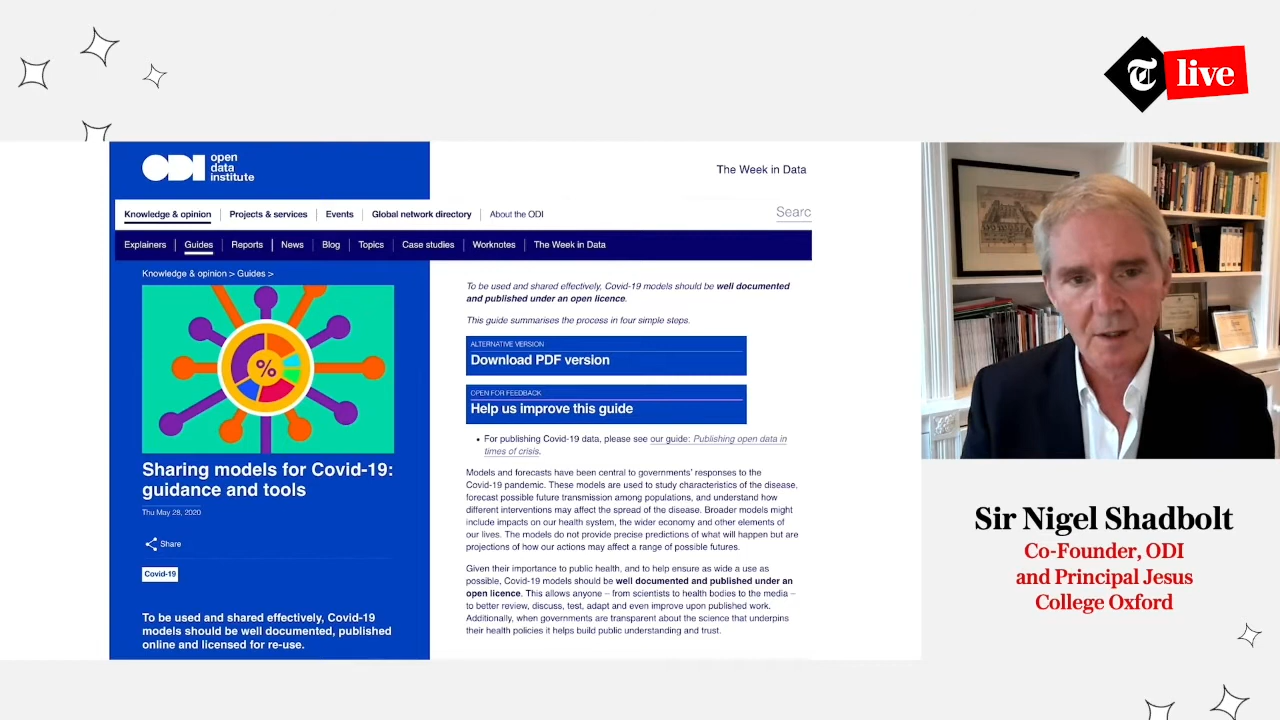 T live
ODI open
data
institute
The Week in Data
Knowledge & opinion
Projects & services
Events
Global network directory
About the ODI
Searc
Explainers
Guides
Reports
News
Blog
Topics
Case studies
Worknotes
The Week in Data
Knowledge & opinion > Guides >
%
Sharing models for Covid-19:
guidance and tools
Thu May 28, 2020
Share
Covid-19
To be used and shared effectively, Covid-19
models should be well documented, published
online and licensed for re-use.
To be used and shared effectively, Covid-19 models should be well documented
and published under an open licence.
This guide summarises the process in four simple steps.
ALTERNATIVE VERSION
Download PDF version
OPEN FOR FEEDBACK
Help us improve this guide
• For publishing Covid-19 data, please see our guide: Publishing open data in
times of crisis.
Models and forecasts have been central to governments' responses to the
Covid-19 pandemic. These models are used to study characteristics of the disease,
forecast possible future transmission among populations, and understand how
different interventions may affect the spread of the disease. Broader models might
include impacts on our health system, the wider economy and other elements of
our lives. The models do not provide precise predictions of what will happen but are
projections of how our actions may affect a range of possible futures.
Given their importance to public health, and to help ensure as wide a use as
possible, Covid-19 models should be well documented and published under an
open licence. This allows anyone – from scientists to health bodies to the media –
to better review, discuss, test, adapt and even improve upon published work.
Additionally, when governments are transparent about the science that underpins
their health policies it helps build public understanding and trust.
Sir Nigel Shadbolt
Co-Founder, ODI
and Principal Jesus
College Oxford